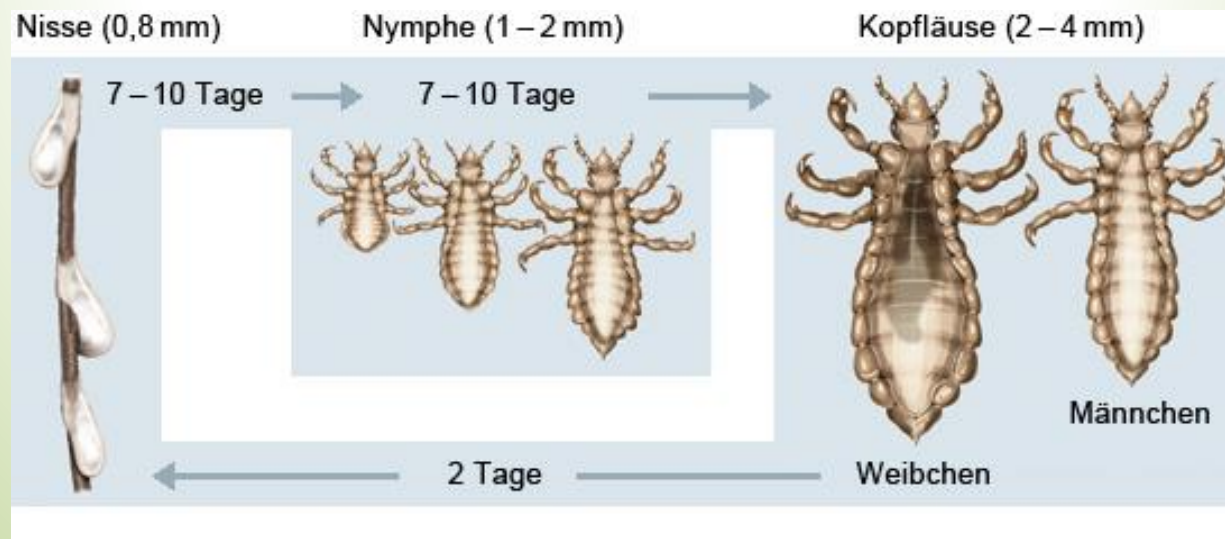 Nisse (0,8 mm)
Nymphe (1 – 2 mm)
Kopfläuse (2 – 4 mm)
7 – 10 Tage
7 – 10 Tage
Männchen
2 Tage
Weibchen